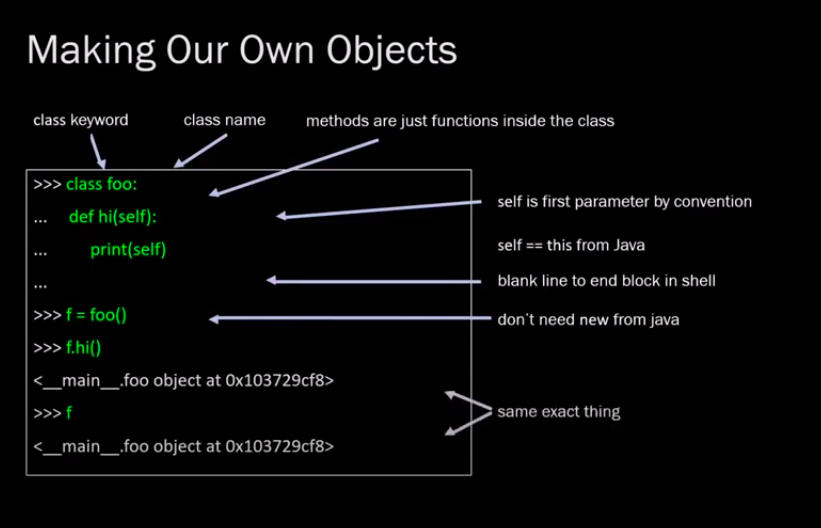 Making Our Own Objects
class keyword
class name
methods are just functions inside the class
>>> class foo:
... def hi(self):
... print(self)
...
>>> f = foo()
>>> f.hi()
<__main__.foo object at 0x103729cf8>
>>> f
<__main__.foo object at 0x103729cf8>
self is first parameter by convention
self == this from Java
blank line to end block in shell
don't need new from java
same exact thing